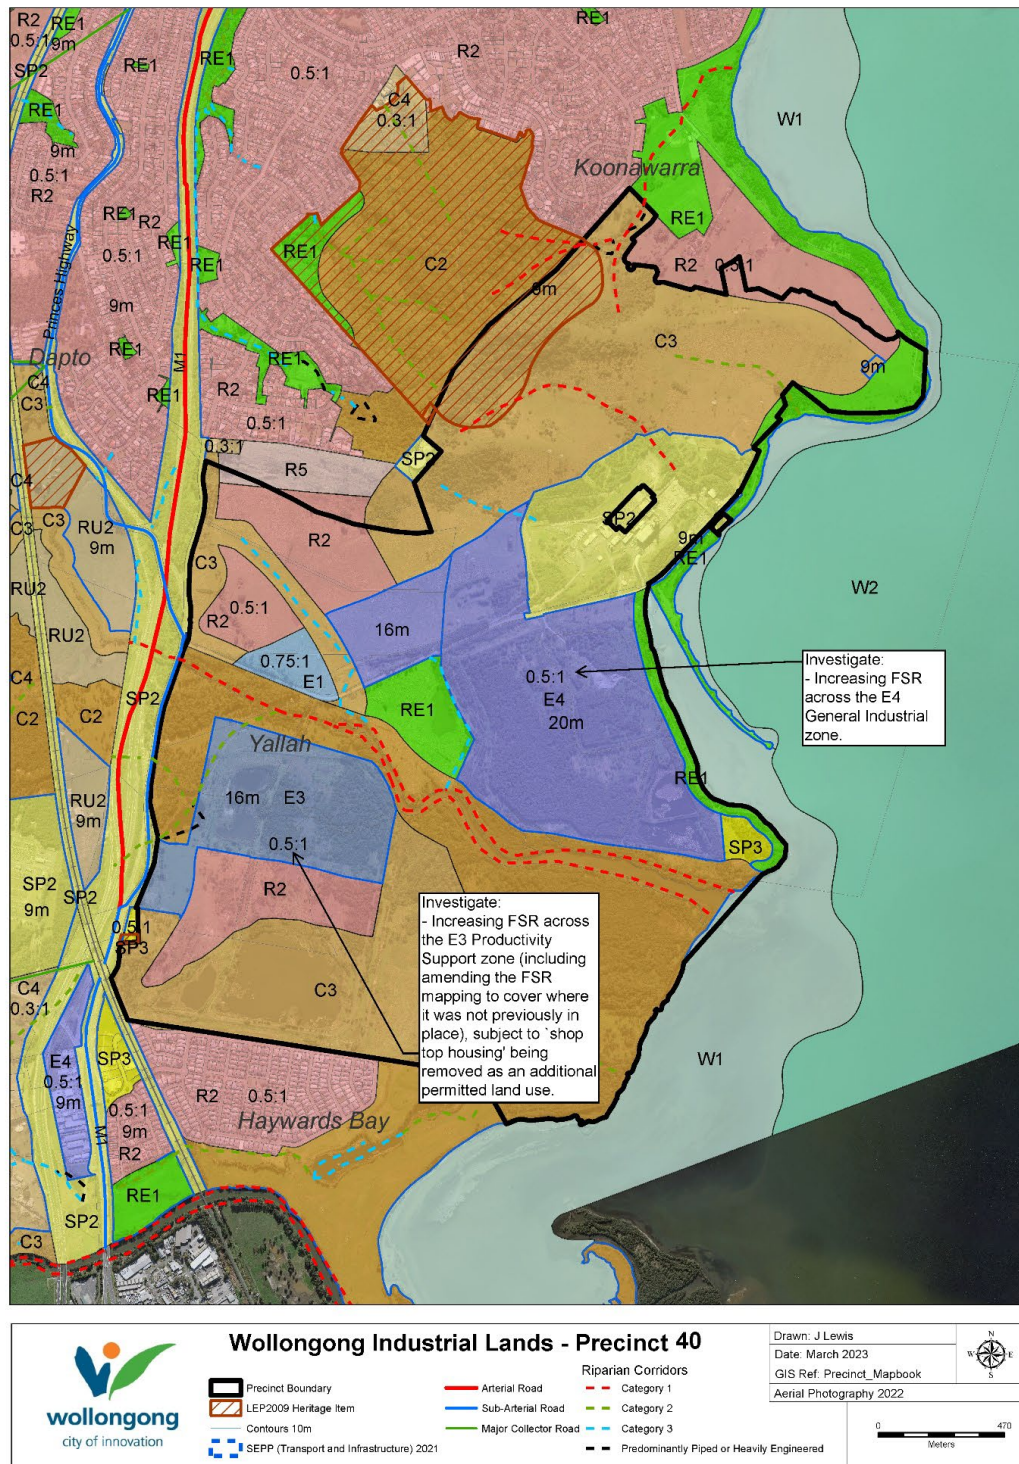 R2
RE1
0.5:1
9m
SP2
RE1
RE1
9m
0.5:1
R2
RE1
R2
RE1
0.5:1
RE1
9m
Princes Highway
Dapto
RE1
M1
RE1
C4
C3
RE1
0.5:1
R2
RE1
C4
0.3:1
Koonawarra
W1
RE1
RE1
C2
R2
0.5:1
9m
C3
9m
RE1
R2
0.5:1
0.3:1
R5
SP2
C4
C3
C3
RU2
9m
RU2
RU2
R2
C3
0.5:1
R2
16m
0.75:1
E1
SP2
9m
RE1
W2
0.5:1
E4
20m
Investigate:
- Increasing FSR
across the E4
General Industrial
zone.
RE1
C4
C2
C2
SP2
Yallah
16m
E3
0.5:1
RU2
9m
RE1
SP3
SP2
9m
SP2
R2
0.5:1
SP3
Investigate:
- Increasing FSR across
the E3 Productivity
Support zone (including
amending the FSR
mapping to cover where
it was not previously in
place), subject to `shop
top housing' being
removed as an additional
permitted land use.
C3
C4
0.3:1
E4
0.5:1
9m
SP3
0.5:1
9m
R2
M1
R2 0.5:1
Haywards Bay
W1
RE1
SP2
C3
wollongong
city of innovation
Wollongong Industrial Lands - Precinct 40
Precinct Boundary
LEP2009 Heritage Item
Contours 10m
SEPP (Transport and Infrastructure) 2021
Arterial Road
Sub-Arterial Road
Major Collector Road
Riparian Corridors
Category 1
Category 2
Category 3
Predominantly Piped or Heavily Engineered
Drawn: J Lewis
Date: March 2023
GIS Ref: Precinct_Mapbook
Aerial Photography 2022
N
W E
S
0 470
Meters